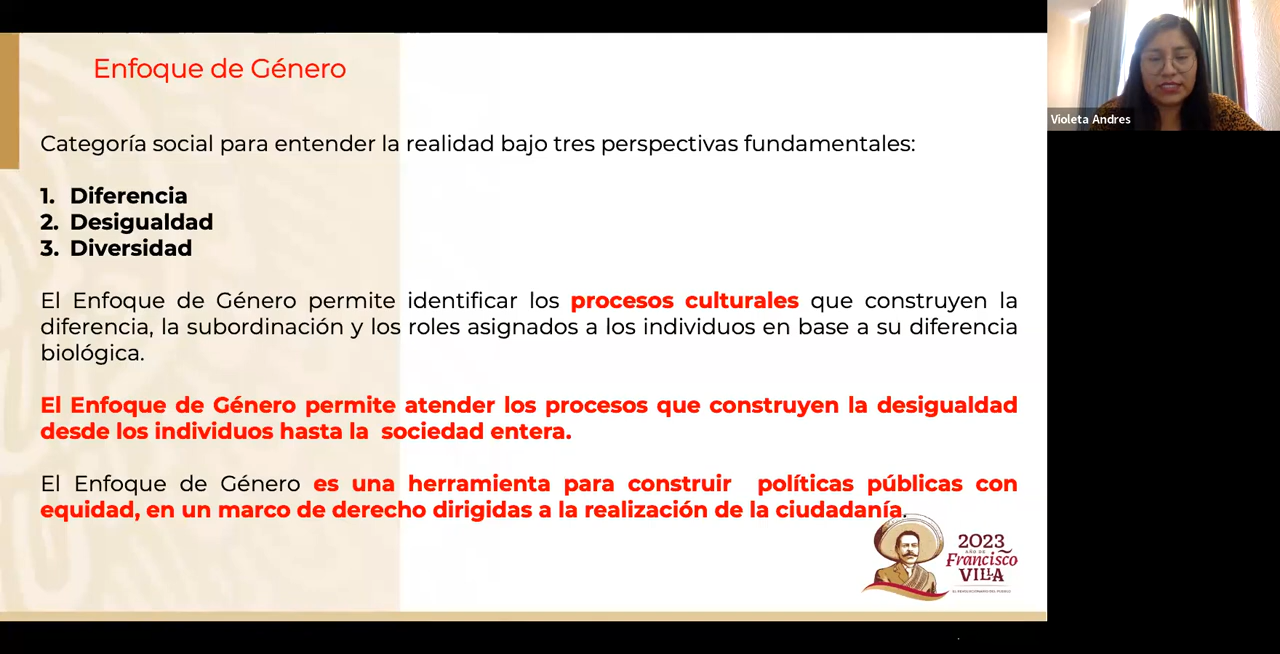 Enfoque de Género
Violeta Andres
Categoría social para entender la realidad bajo tres perspectivas fundamentales:
1. Diferencia
2. Desigualdad
3. Diversidad
El Enfoque de Género permite identificar los procesos culturales que construyen la
diferencia, la subordinación y los roles asignados a los individuos en base a su diferencia
biológica.
El Enfoque de Género permite atender los procesos que construyen la desigualdad
desde los individuos hasta la sociedad entera.
El Enfoque de Género es una herramienta para construir políticas públicas con
equidad, en un marco de derecho dirigidas a la realización de la ciudadanía.
2023
AÑO DE
Francisco
VILLA
EL REVOLUCIONARIO DEL PUEBLO